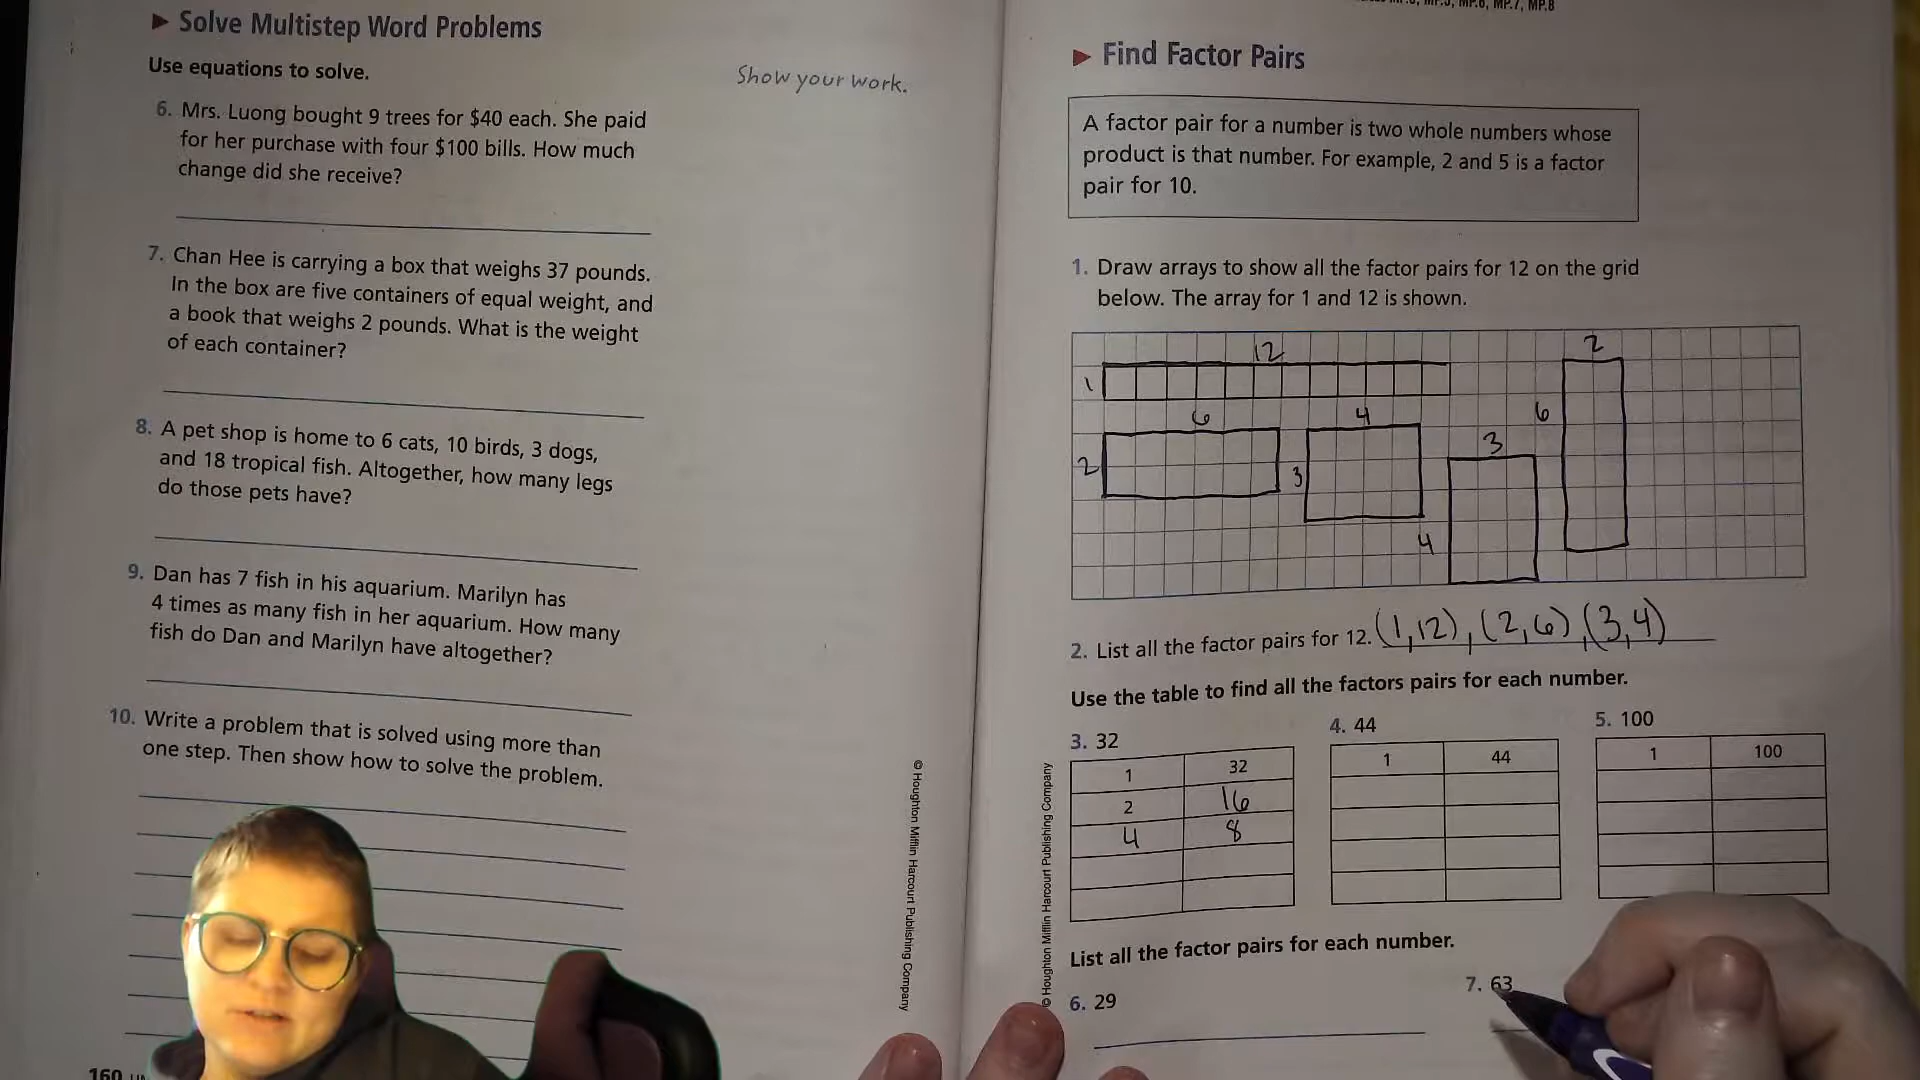 ► Solve Multistep Word Problems
Use equations to solve.
Show your work.
6. Mrs. Luong bought 9 trees for $40 each. She paid
for her purchase with four $100 bills. How much
change did she receive?
7. Chan Hee is carrying a box that weighs 37 pounds.
In the box are five containers of equal weight, and
a book that weighs 2 pounds. What is the weight
of each container?
8. A pet shop is home to 6 cats, 10 birds, 3 dogs,
and 18 tropical fish. Altogether, how many legs
do those pets have?
9. Dan has 7 fish in his aquarium. Marilyn has
4 times as many fish in her aquarium. How many
fish do Dan and Marilyn have altogether?
10. Write a problem that is solved using more than
one step. Then show how to solve the problem.
© Houghton Mifflin Harcourt Publishing Company
160
MP.6, MP.7, MP.8
► Find Factor Pairs
A factor pair for a number is two whole numbers whose
product is that number. For example, 2 and 5 is a factor
pair for 10.
1. Draw arrays to show all the factor pairs for 12 on the grid
below. The array for 1 and 12 is shown.
12
2
1
6
4
6
3
2
3
4
2. List all the factor pairs for 12. (1,12), (2,6), (3,4)
Use the table to find all the factors pairs for each number.
3. 32
1 32
2 16
4 8
4. 44
1 44
5. 100
1 100
List all the factor pairs for each number.
6. 29
7. 63
© Houghton Mifflin Harcourt Publishing Company